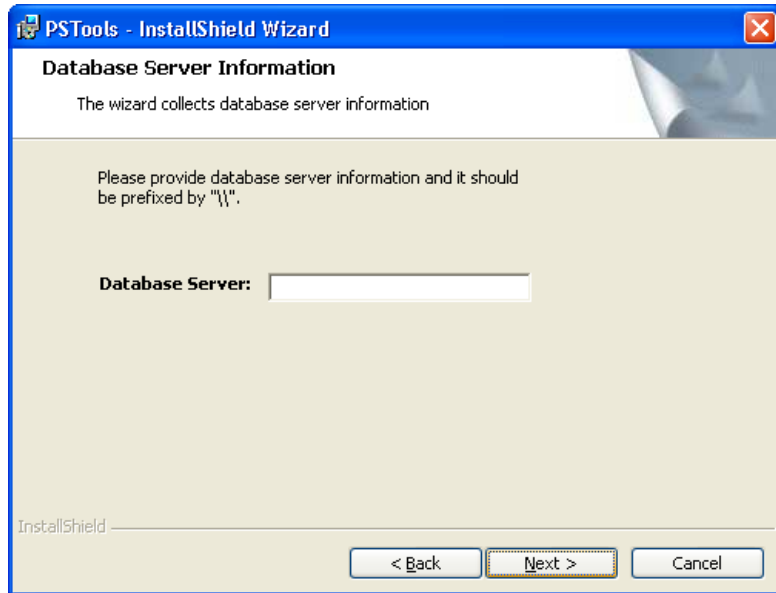 PSTools - InstallShield Wizard
Database Server Information
The wizard collects database server information
Please provide database server information and it should
be prefixed by "\\".
Database Server:
InstallShield
< Back Next > Cancel